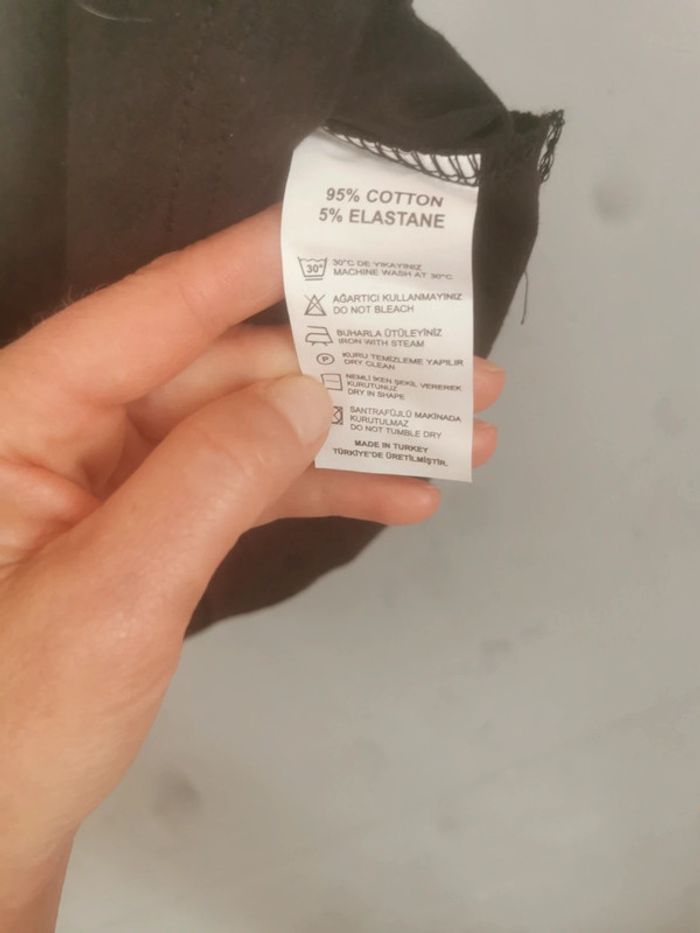 95% COTTON
5% ELASTANE
30°
30°C DE YIKAYINIZ
MACHINE WASH AT 30°C
AĞARTICI KULLANMAYINIZ
DO NOT BLEACH
BUHARLA ÜTÜLEYİNİZ
IRON WITH STEAM
P
KURU TEMİZLEME YAPILIR
DRY CLEAN
NEMLİ İKEN ŞEKİL VEREREK
KURUTUNUZ
DRY IN SHAPE
SANTRAFÜJLÜ MAKİNADA
KURUTULMAZ
DO NOT TUMBLE DRY
MADE IN TURKEY
TÜRKİYE'DE ÜRETİLMİŞTİR.